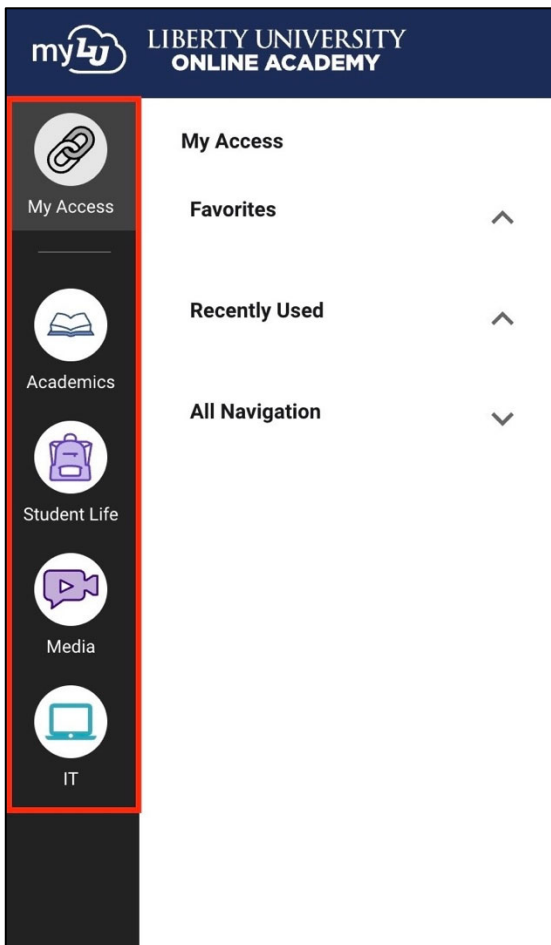 myLU
LIBERTY UNIVERSITY
ONLINE ACADEMY
My Access
Academics
Student Life
Media
IT
My Access
Favorites
Recently Used
All Navigation